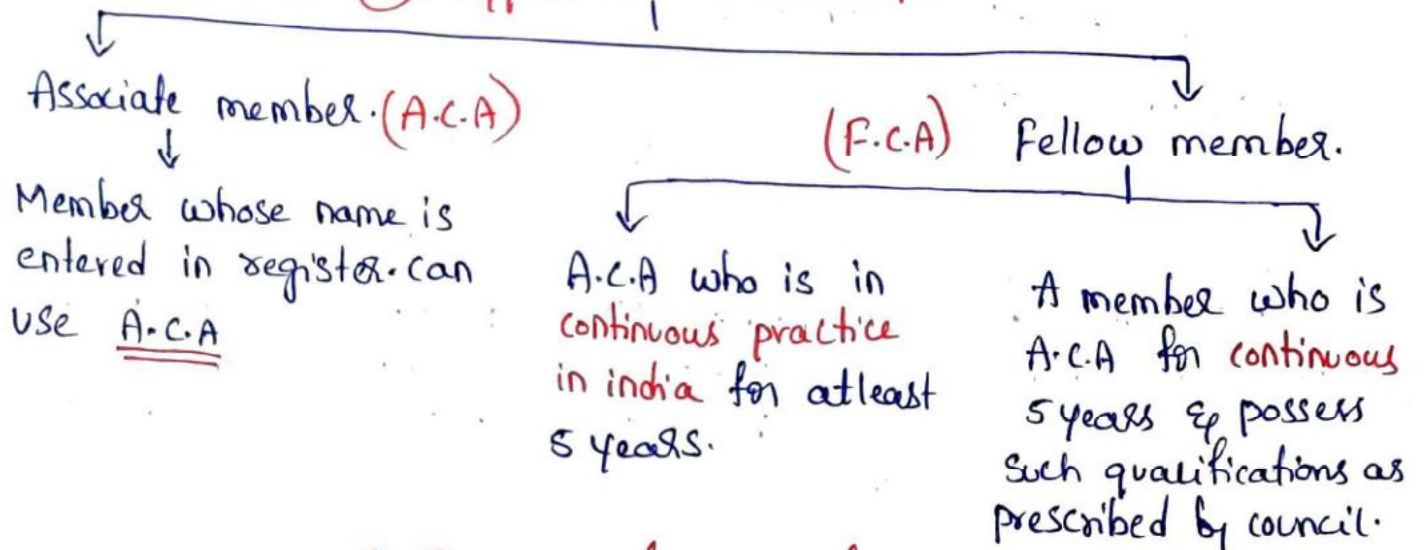 Associate member. (A.C.A)
(F.C.A) Fellow member.
Member whose name is
entered in register. can
use A.C.A
A.C.A who is in
continuous practice
in india for atleast
5 years.
A member who is
A.C.A for continuous
5 years & possess
such qualifications as
prescribed by council.